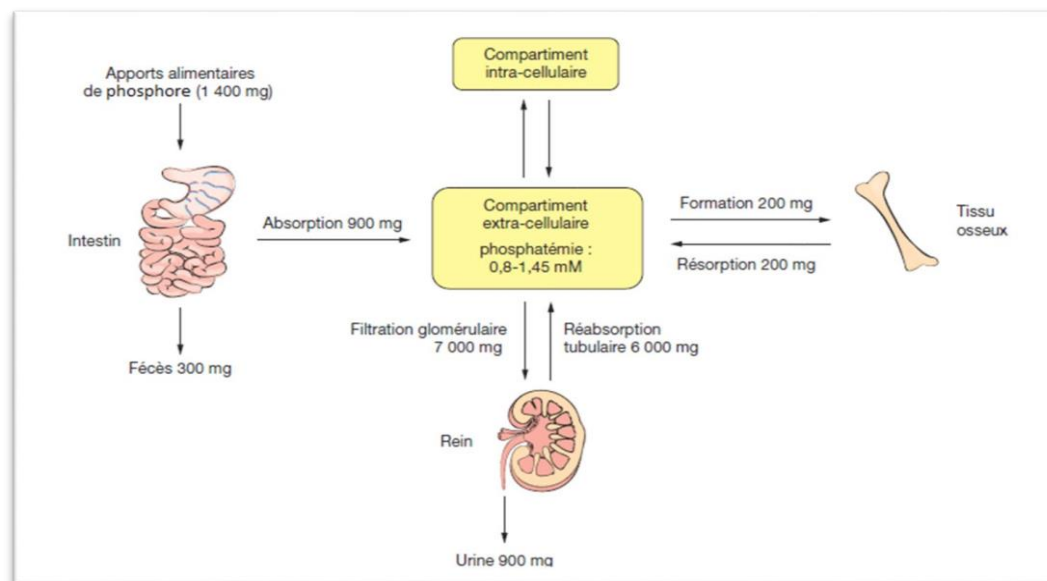 Apports alimentaires
de phosphore (1 400 mg)
Intestin
Fécès 300 mg
Absorption 900 mg
Compartiment
intra-cellulaire
Compartiment
extra-cellulaire
phosphatémie :
0,8-1,45 mM
Formation 200 mg
Résorption 200 mg
Tissu
osseux
Filtration glomérulaire
7 000 mg
Réabsorption
tubulaire 6 000 mg
Rein
Urine 900 mg